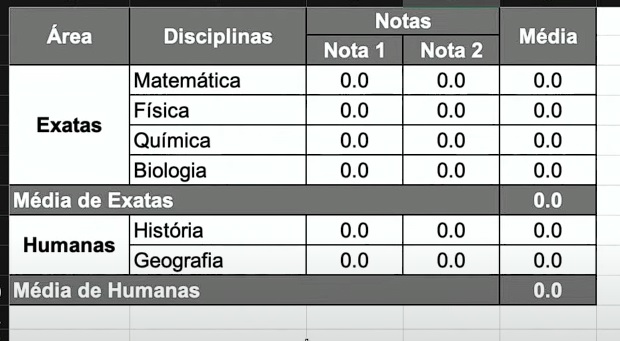 Área Disciplinas Notas Média
Nota 1 Nota 2
Exatas
Matemática 0.0 0.0 0.0
Física 0.0 0.0 0.0
Química 0.0 0.0 0.0
Biologia 0.0 0.0 0.0
Média de Exatas 0.0
Humanas
História 0.0 0.0 0.0
Geografia 0.0 0.0 0.0
Média de Humanas 0.0